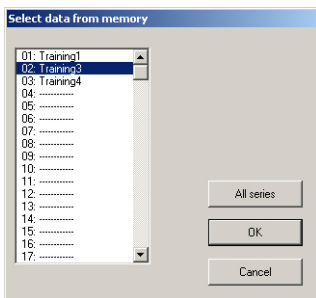 Select data from memory
01: Training1
02: Training3
03: Training4
04: -----------
05: -----------
06: -----------
07: -----------
08: -----------
09: -----------
10: -----------
11: -----------
12: -----------
13: -----------
14: -----------
15: -----------
16: -----------
17: -----------
All series
OK
Cancel